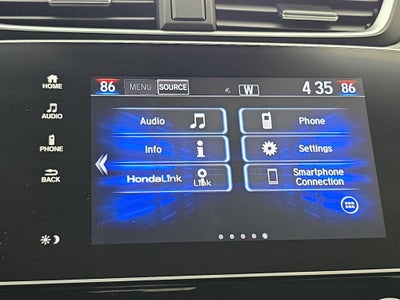 HOME
AUDIO
PHONE
BACK
86 MENU SOURCE W 4 35 86
Audio
Phone
Info
Settings
HondaLink Link
Smartphone
Connection